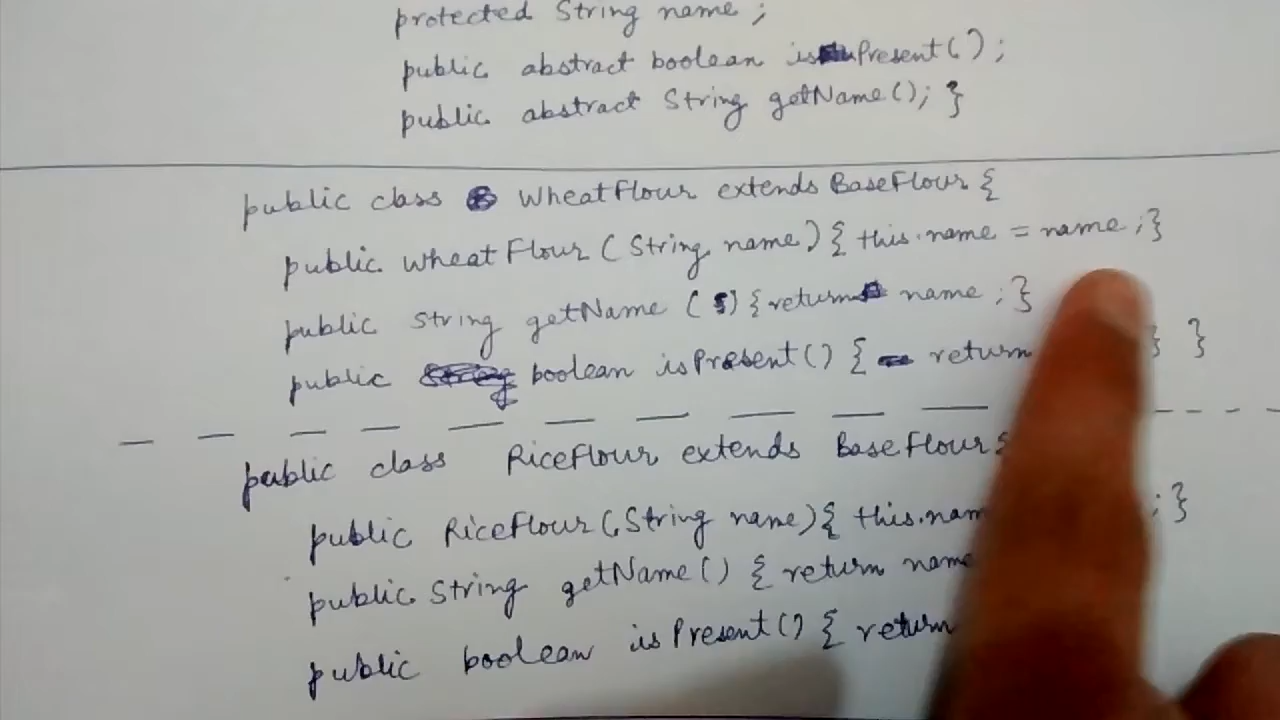 protected String name ;
public abstract boolean isPresent() ;
public abstract String getName(); }
public class WheatFlour extends BaseFlour {
public WheatFlour ( String name ) { this.name = name ; }
public String getName () { return name ; }
public boolean isPresent() { return } }
public class RiceFlour extends BaseFlour {
public RiceFlour (String name) { this.nam ; }
public String getName() { return name
public boolean isPresent() { return